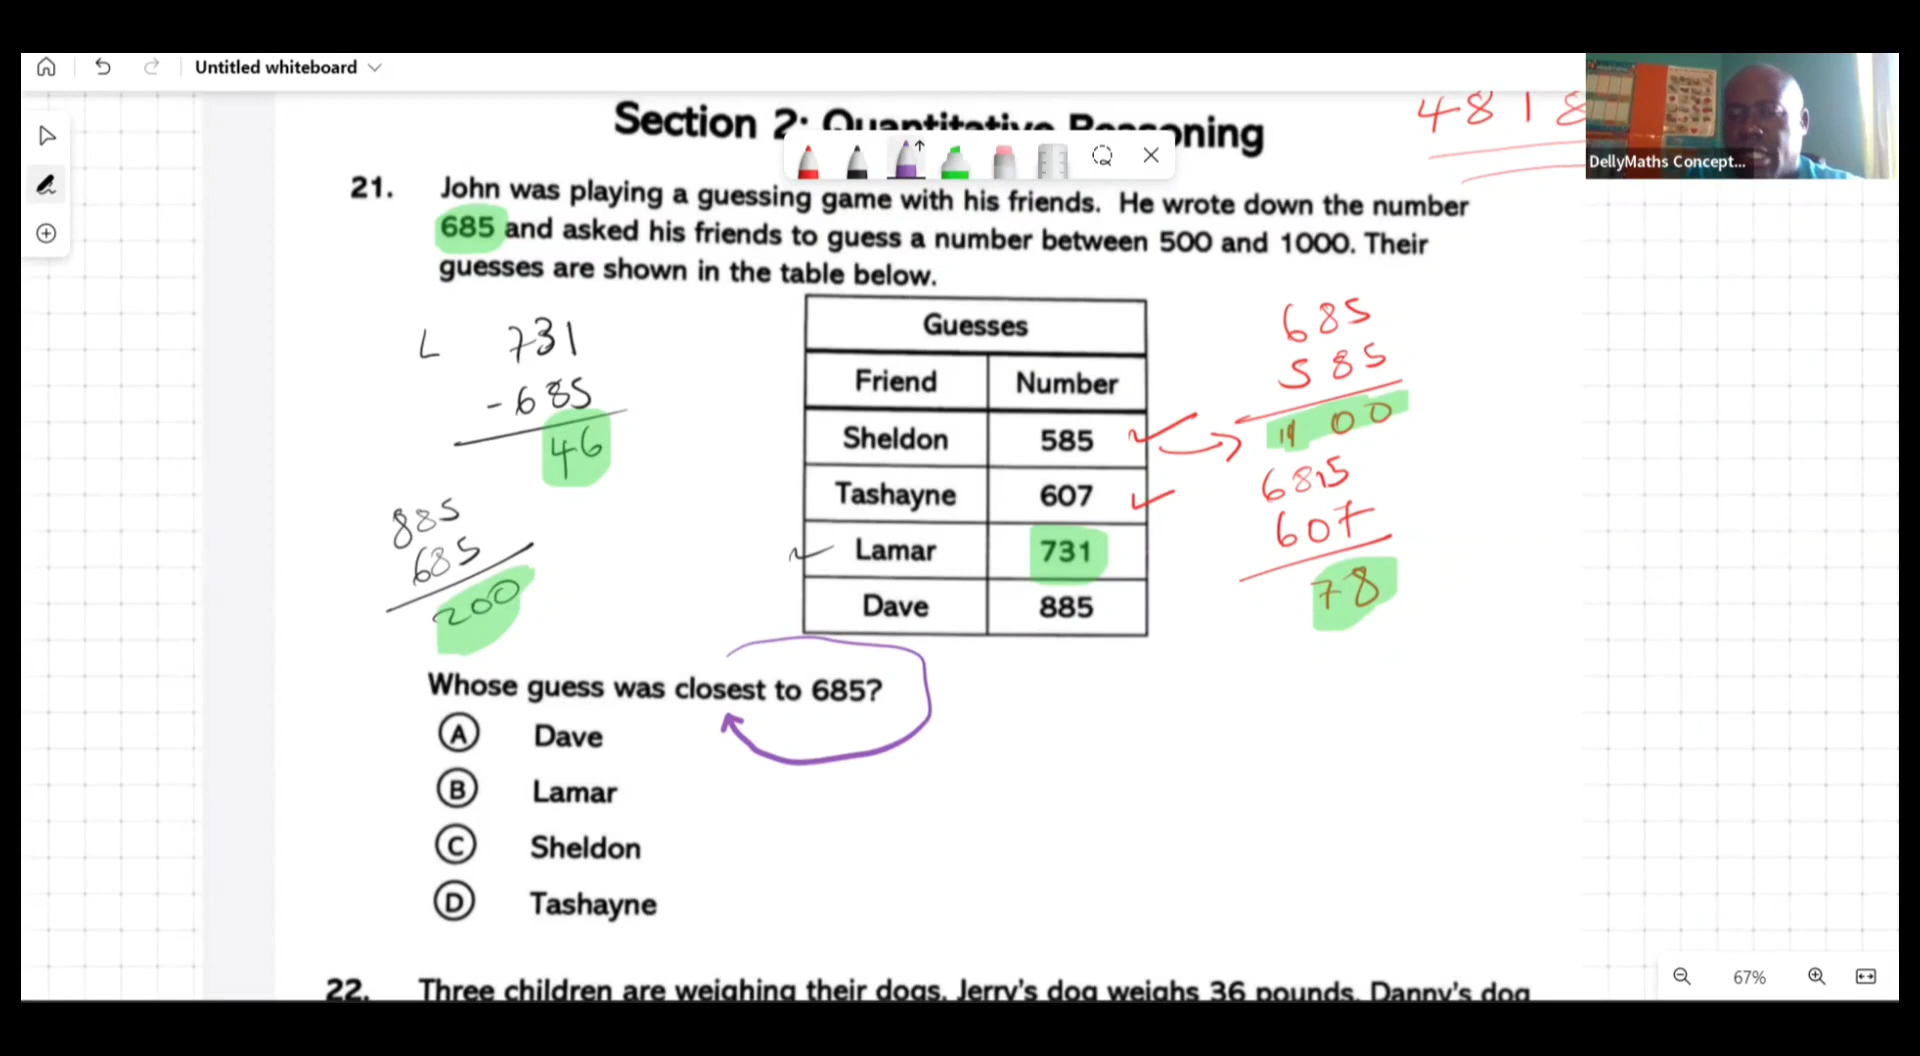 Untitled whiteboard
Section 2: Quantitative Reasoning
4818
DellyMaths Concept...
21. John was playing a guessing game with his friends. He wrote down the number
685 and asked his friends to guess a number between 500 and 1000. Their
guesses are shown in the table below.
Guesses
Friend Number
Sheldon 585
Tashayne 607
Lamar 731
Dave 885
L 731
-685
46
885
685
200
685
585
100
685
607
78
Whose guess was closest to 685?
A Dave
B Lamar
C Sheldon
D Tashayne
22. Three children are weighing their dogs. Jerry's dog weighs 36 pounds. Danny's dog
67%